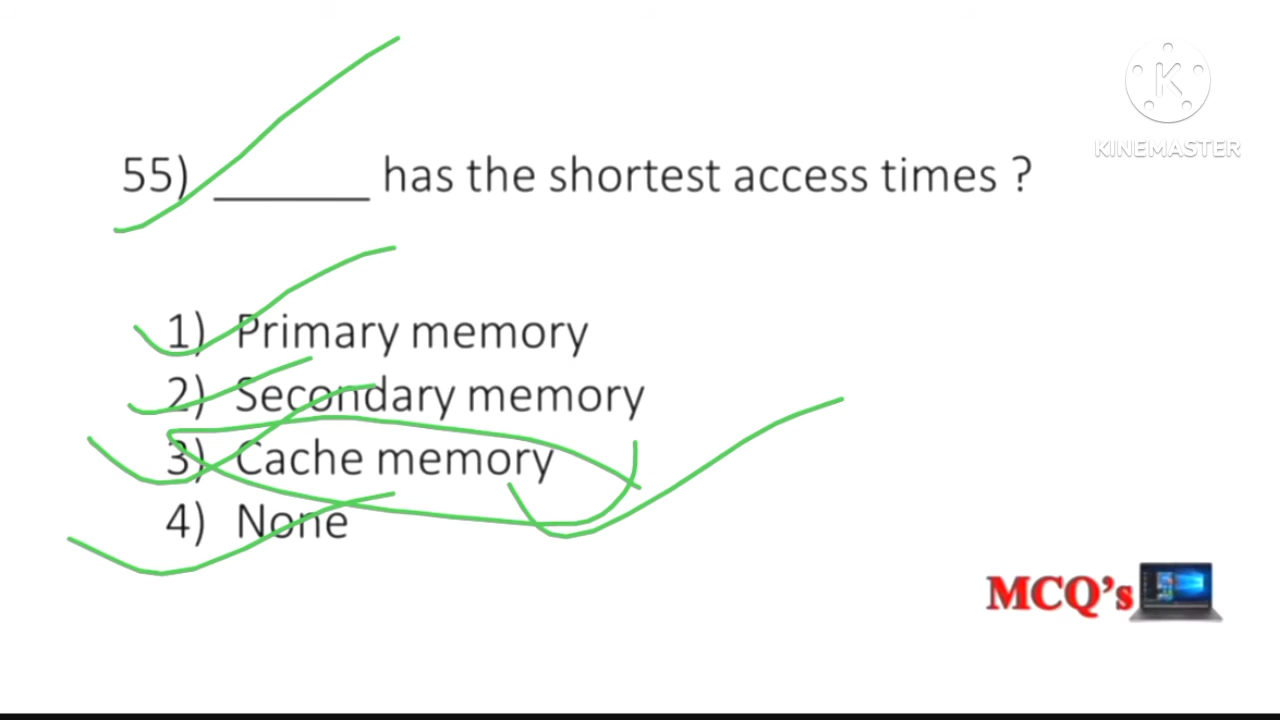 KINEMASTER
55) _______ has the shortest access times ?
1) Primary memory
2) Secondary memory
3) Cache memory
4) None
MCQ's